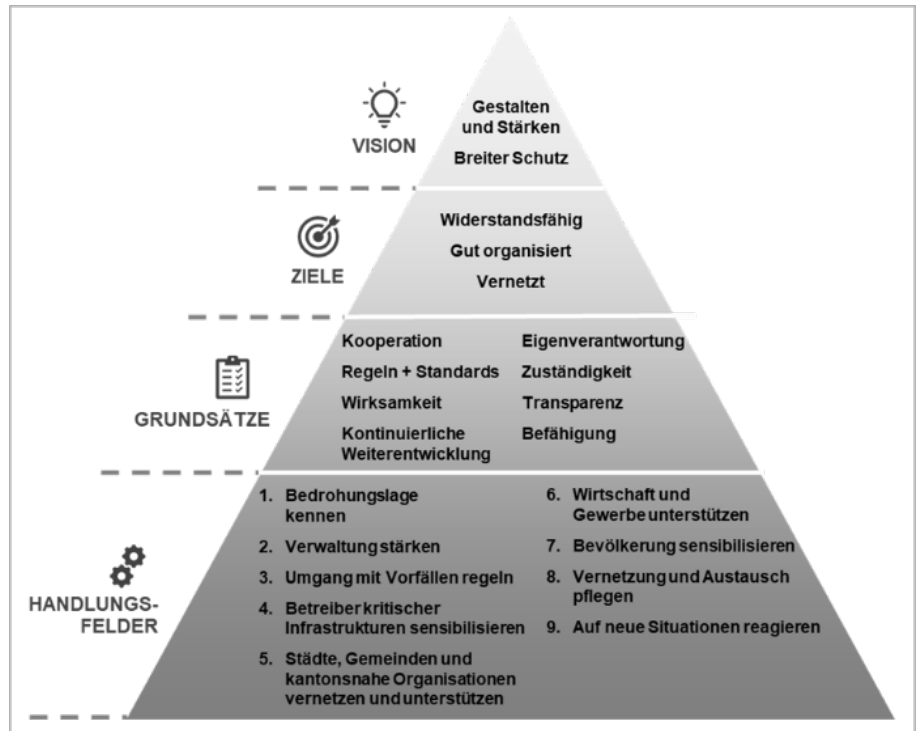 VISION
Gestalten
und Stärken
Breiter Schutz
ZIELE
Widerstandsfähig
Gut organisiert
Vernetzt
GRUNDSÄTZE
Kooperation
Regeln + Standards
Wirksamkeit
Kontinuierliche
Weiterentwicklung
Eigenverantwortung
Zuständigkeit
Transparenz
Befähigung
HANDLUNGS-
FELDER
1. Bedrohungslage
kennen
2. Verwaltung stärken
3. Umgang mit Vorfällen regeln
4. Betreiber kritischer
Infrastrukturen sensibilisieren
5. Städte, Gemeinden und
kantonsnahe Organisationen
vernetzen und unterstützen
6. Wirtschaft und
Gewerbe unterstützen
7. Bevölkerung sensibilisieren
8. Vernetzung und Austausch
pflegen
9. Auf neue Situationen reagieren